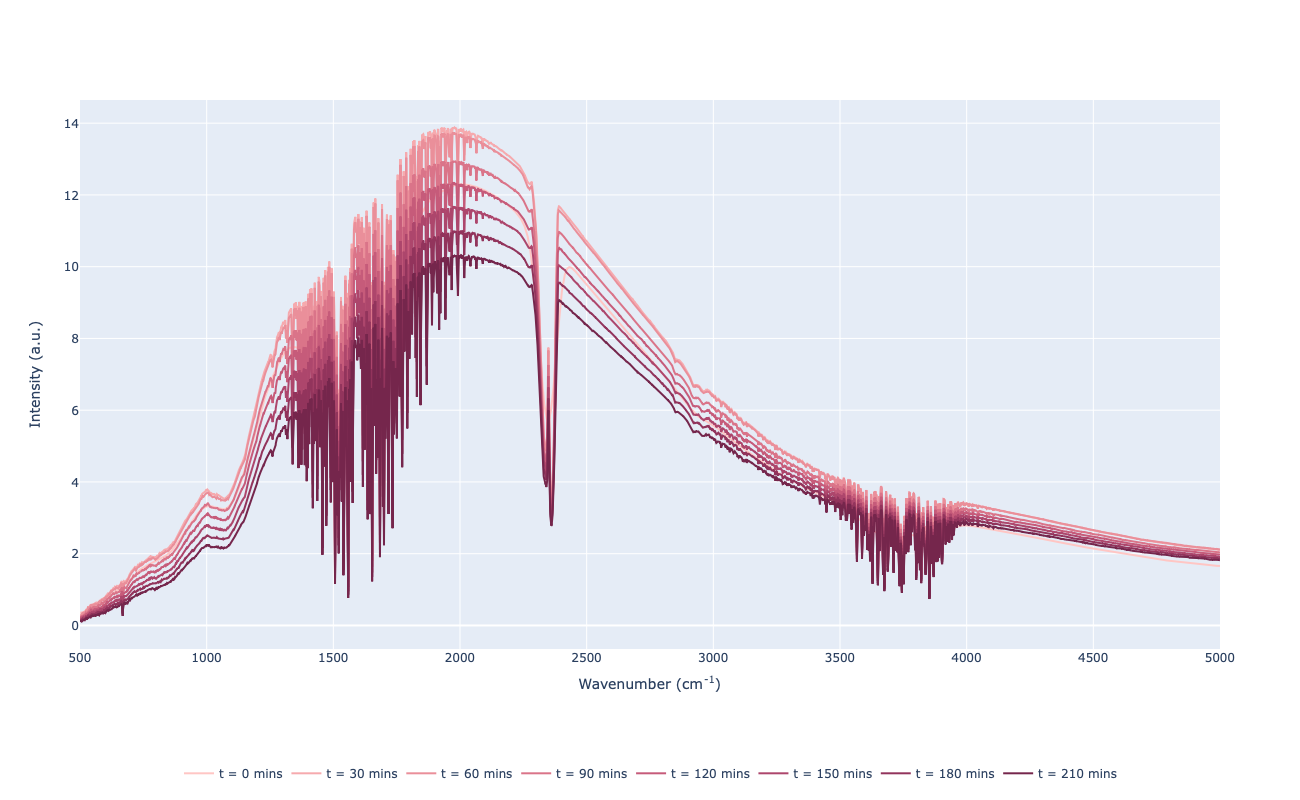 14
12
10
8
6
4
2
0
Intensity (a.u.)
500 1000 1500 2000 2500 3000 3500 4000 4500 5000
Wavenumber (cm-1)
t = 0 mins t = 30 mins t = 60 mins t = 90 mins t = 120 mins t = 150 mins t = 180 mins t = 210 mins